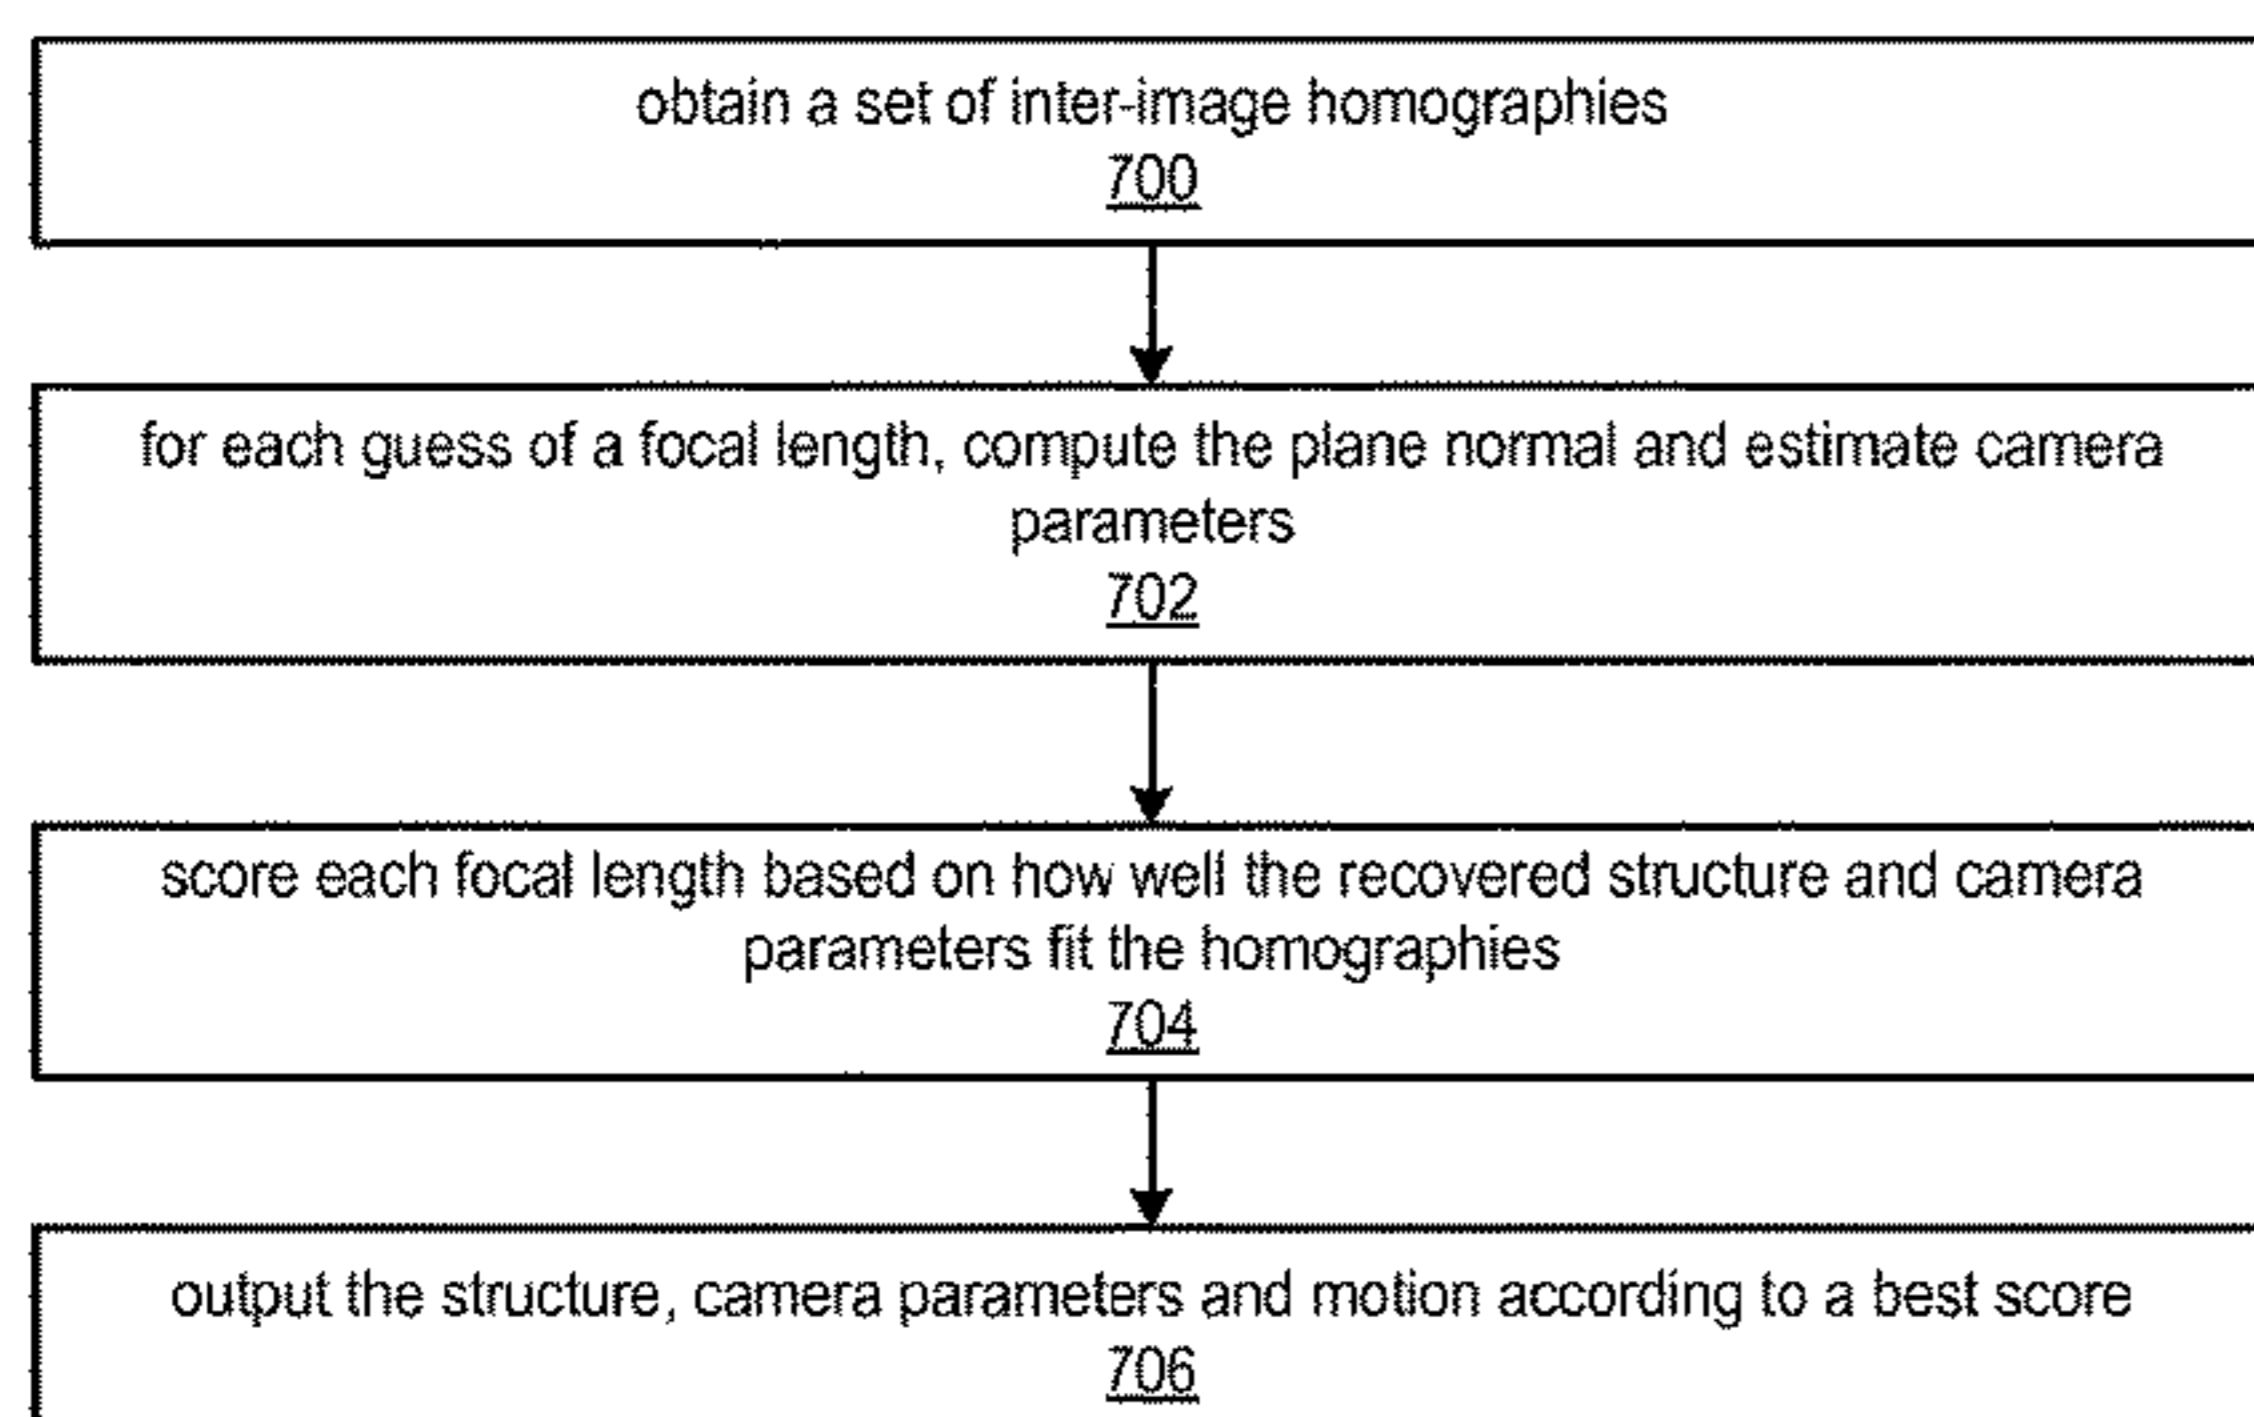 obtain a set of inter-image homographies
700
for each guess of a focal length, compute the plane normal and estimate camera
parameters
702
score each focal length based on how well the recovered structure and camera
parameters fit the homographies
704
output the structure, camera parameters and motion according to a best score
706